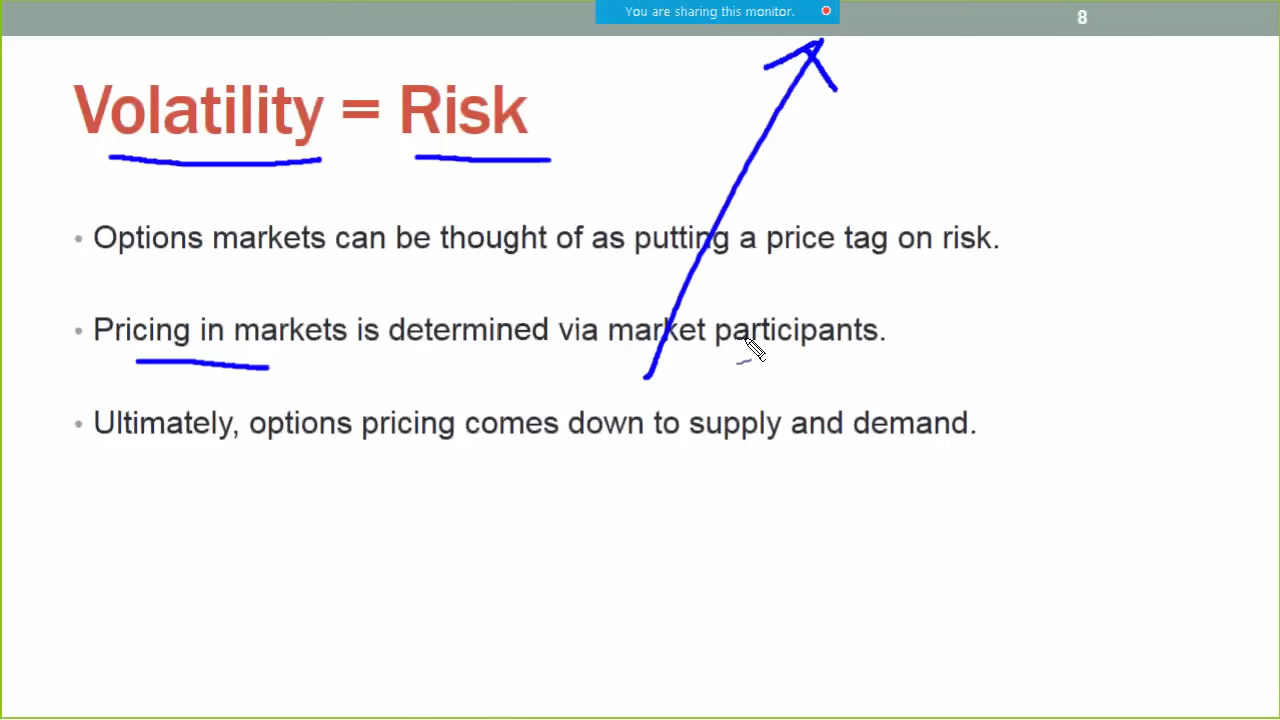 You are sharing this monitor.
8
Volatility = Risk
• Options markets can be thought of as putting a price tag on risk.
• Pricing in markets is determined via market participants.
• Ultimately, options pricing comes down to supply and demand.